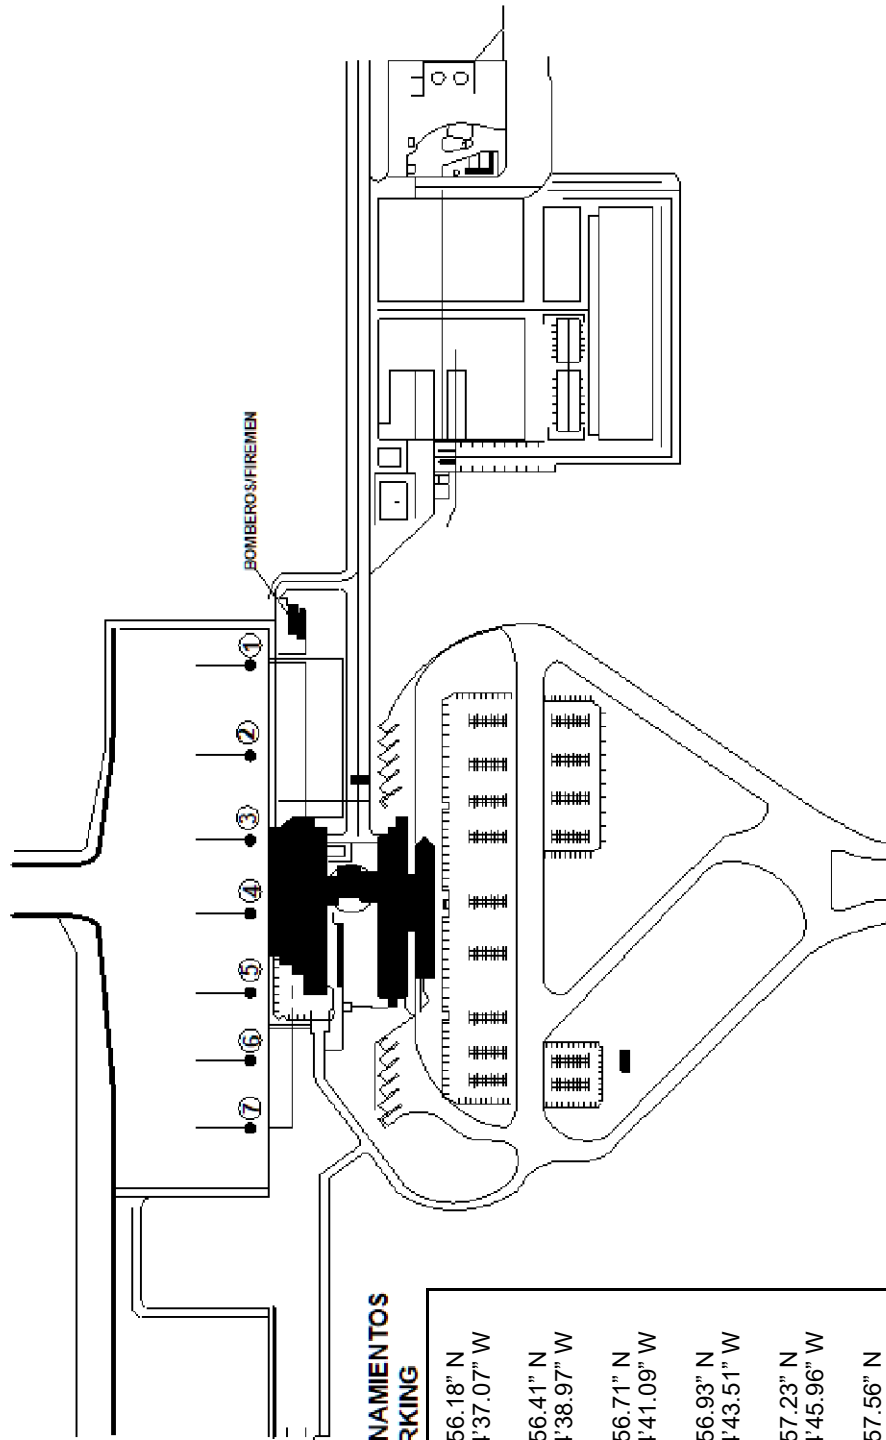 BOMBEROS/FIREMEN
7 6 5 4 3 2 1
NAMIENTOS
RKING
56.18” N
'37.07” W
56.41” N
'38.97” W
56.71” N
'41.09” W
56.93” N
'43.51” W
57.23” N
'45.96” W
57.56” N